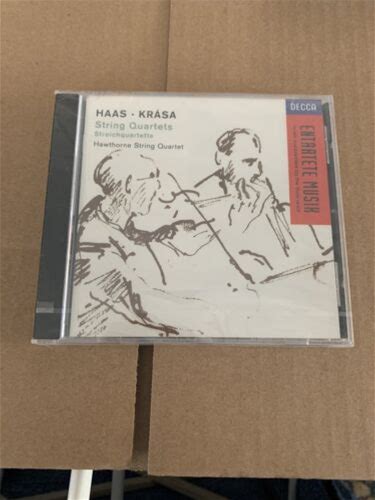 HAAS · KRÁSA
String Quartets
Streichquartette
Hawthorne String Quartet
DECCA
ENTARTETE MUSIK